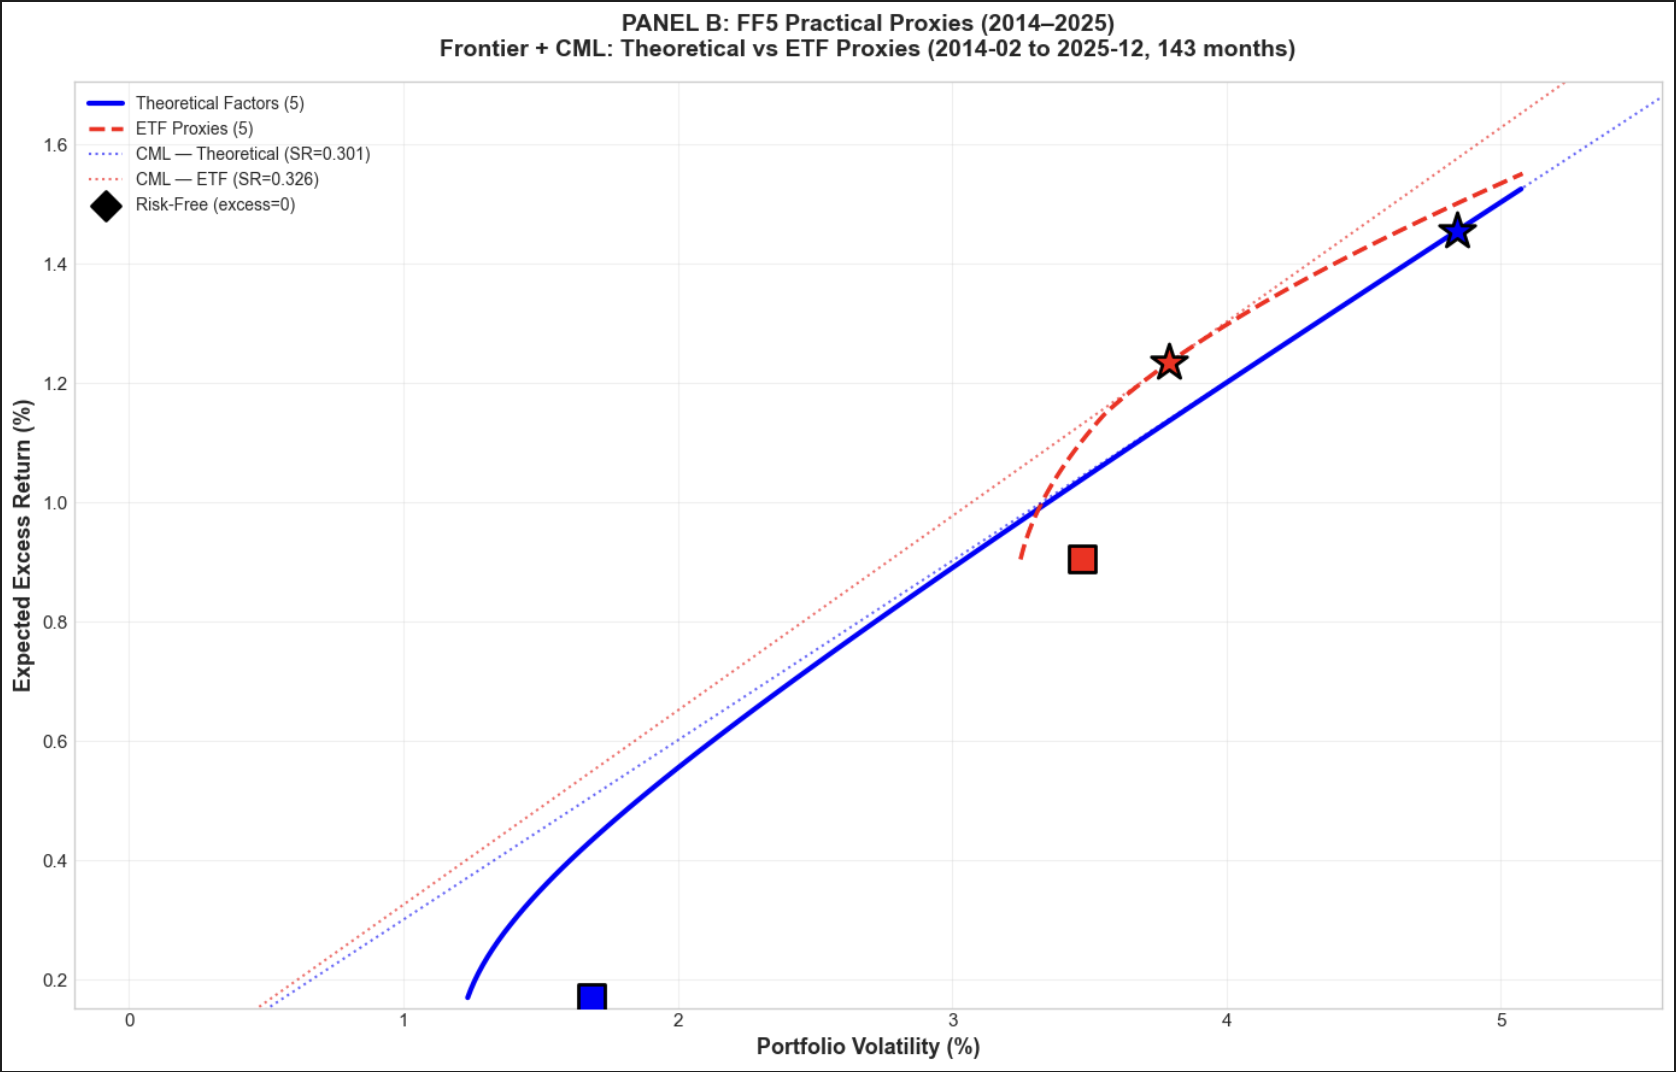 PANEL B: FF5 Practical Proxies (2014–2025)
Frontier + CML: Theoretical vs ETF Proxies (2014-02 to 2025-12, 143 months)
Theoretical Factors (5)
ETF Proxies (5)
CML — Theoretical (SR=0.301)
CML — ETF (SR=0.326)
Risk-Free (excess=0)
Expected Excess Return (%)
1.6
1.4
1.2
1.0
0.8
0.6
0.4
0.2
0 1 2 3 4 5
Portfolio Volatility (%)